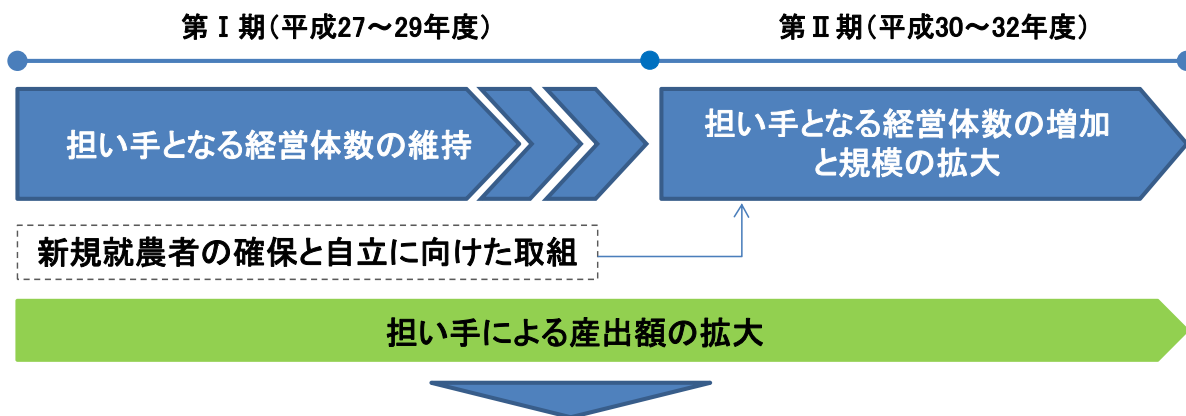 第Ⅰ期(平成27～29年度)
第Ⅱ期(平成30～32年度)
担い手となる経営体数の維持
担い手となる経営体数の増加
と規模の拡大
新規就農者の確保と自立に向けた取組
担い手による産出額の拡大